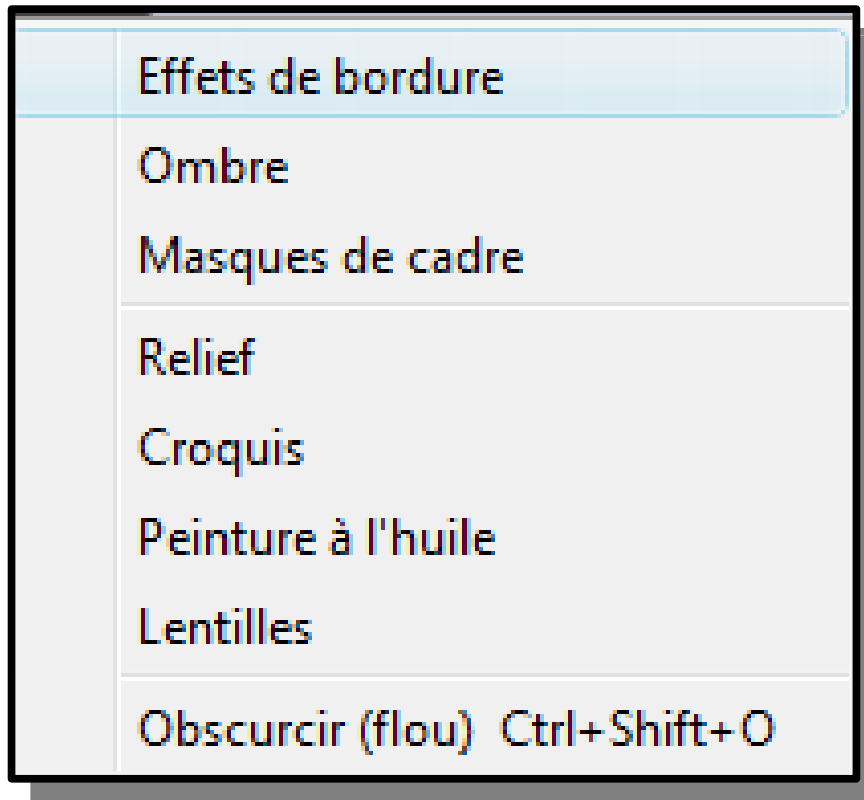 Effets de bordure
Ombre
Masques de cadre
Relief
Croquis
Peinture à l'huile
Lentilles
Obscurcir (flou) Ctrl+Shift+O